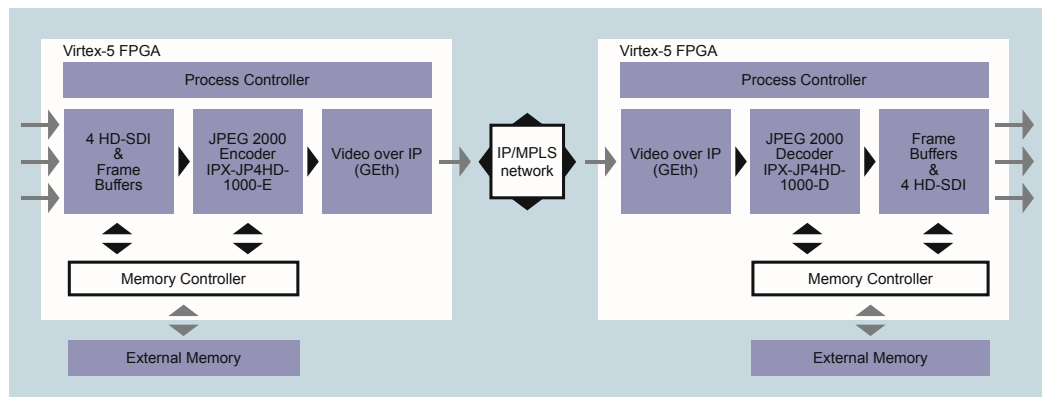 Virtex-5 FPGA
Process Controller
4 HD-SDI
&
Frame
Buffers
JPEG 2000
Encoder
IPX-JP4HD-
1000-E
Video over IP
(GEth)
Memory Controller
External Memory
IP/MPLS
network
Virtex-5 FPGA
Process Controller
Video over IP
(GEth)
JPEG 2000
Decoder
IPX-JP4HD-
1000-D
Frame
Buffers
&
4 HD-SDI
Memory Controller
External Memory